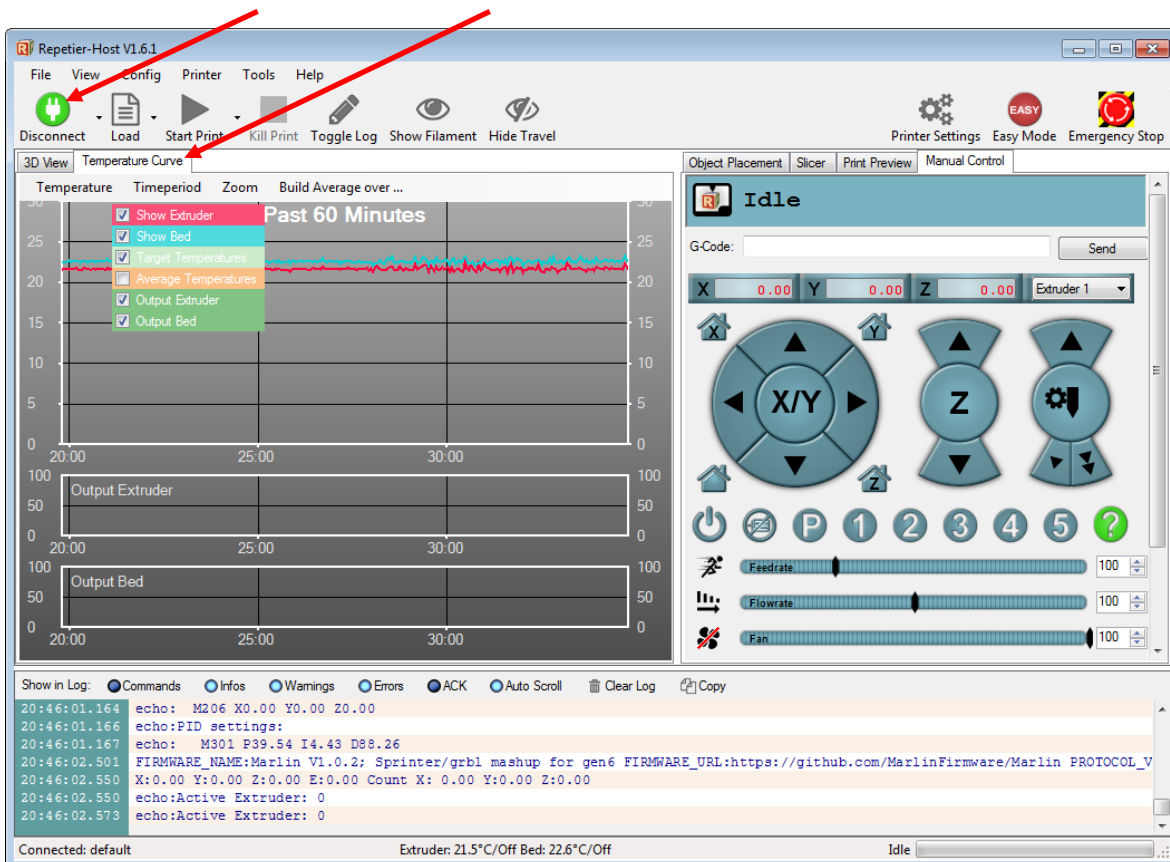 Repetier-Host V1.6.1
File View Config Printer Tools Help
EASY
Disconnect Load Start Print Kill Print Toggle Log Show Filament Hide Travel Printer Settings Easy Mode Emergency Stop
3D View Temperature Curve
Temperature Timeperiod Zoom Build Average over ...
Past 60 Minutes
Show Extruder
Show Bed
Target Temperatures
Average Temperatures
Output Extruder
Output Bed
30 30
25 25
20 20
15 15
10 10
5 5
0 0
20:00 25:00 30:00
100 100
Output Extruder
50 50
0 0
20:00 25:00 30:00
100 100
Output Bed
50 50
0 0
20:00 25:00 30:00
Object Placement Slicer Print Preview Manual Control
R Idle
G-Code: Send
X 0.00 Y 0.00 Z 0.00 Extruder 1
X Y
X/Y Z
Z
P 1 2 3 4 5 ?
Feedrate 100
Flowrate 100
Fan 100
Show in Log: Commands Infos Warnings Errors ACK Auto Scroll Clear Log Copy
20:46:01.164 echo: M206 X0.00 Y0.00 Z0.00
20:46:01.166 echo:PID settings:
20:46:01.167 echo: M301 P39.54 I4.43 D88.26
20:46:02.501 FIRMWARE_NAME:Marlin V1.0.2; Sprinter/grbl mashup for gen6 FIRMWARE_URL:https://github.com/MarlinFirmware/Marlin PROTOCOL_V
20:46:02.550 X:0.00 Y:0.00 Z:0.00 E:0.00 Count X: 0.00 Y:0.00 Z:0.00
20:46:02.550 echo:Active Extruder: 0
20:46:02.573 echo:Active Extruder: 0
Connected: default Extruder: 21.5°C/Off Bed: 22.6°C/Off Idle